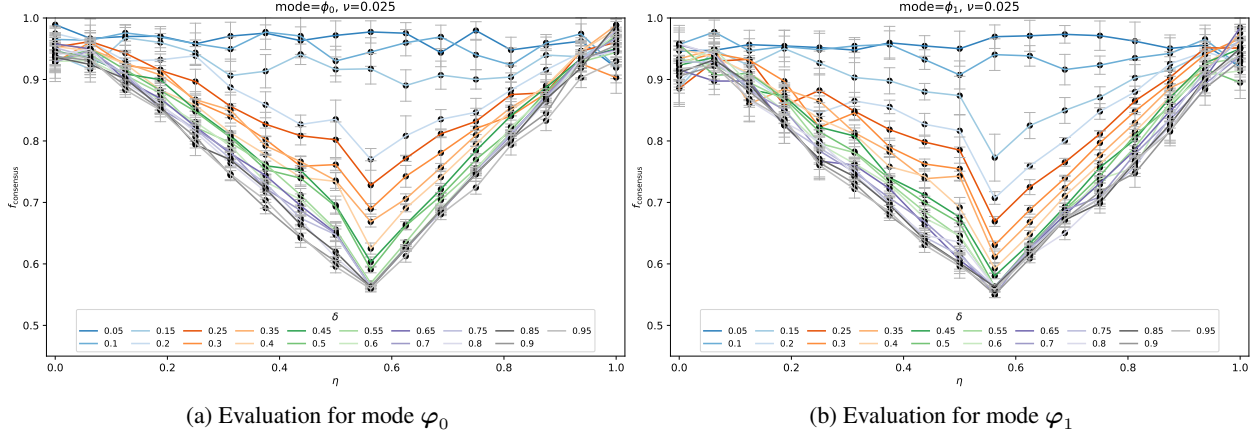 mode=ϕ₀, ν=0.025
1.0
0.9
0.8
0.7
0.6
0.5
f_consensus
0.0 0.2 0.4 0.6 0.8 1.0
η
δ
0.05 0.15 0.25 0.35 0.45 0.55 0.65 0.75 0.85 0.95
0.1 0.2 0.3 0.4 0.5 0.6 0.7 0.8 0.9
(a) Evaluation for mode φ₀
mode=ϕ₁, ν=0.025
1.0
0.9
0.8
0.7
0.6
0.5
f_consensus
0.0 0.2 0.4 0.6 0.8 1.0
η
δ
0.05 0.15 0.25 0.35 0.45 0.55 0.65 0.75 0.85 0.95
0.1 0.2 0.3 0.4 0.5 0.6 0.7 0.8 0.9
(b) Evaluation for mode φ₁